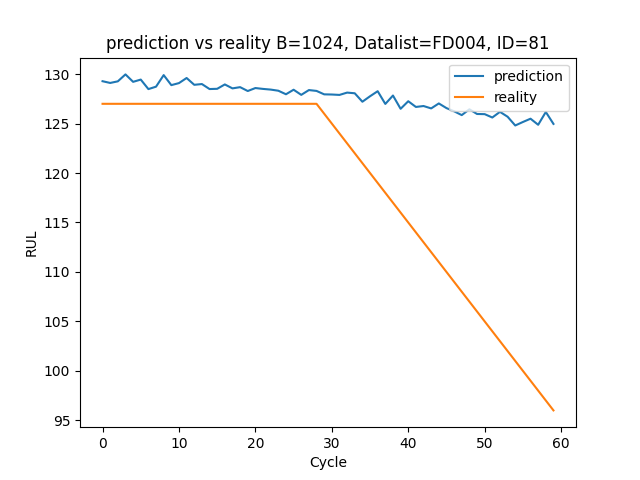 prediction vs reality B=1024, Datalist=FD004, ID=81
prediction
reality
130
125
120
115
110
105
100
95
RUL
0 10 20 30 40 50 60
Cycle